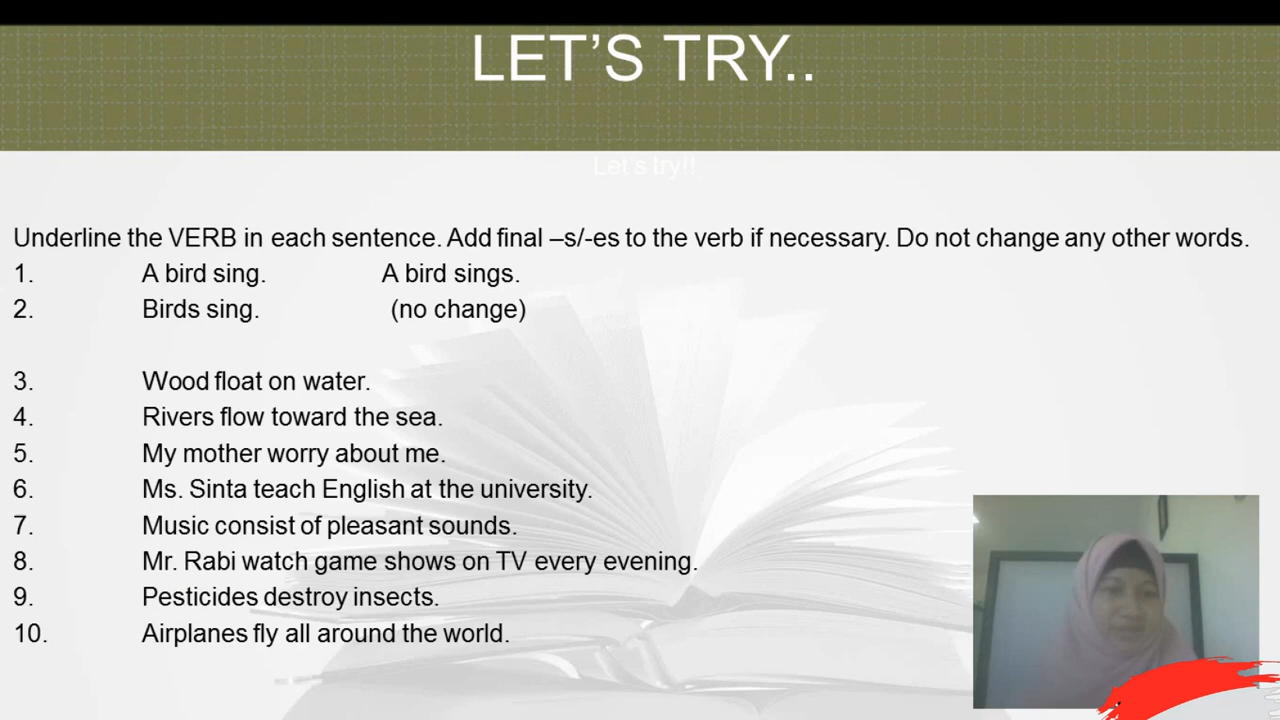 LET’S TRY..
Let's try!!
Underline the VERB in each sentence. Add final –s/-es to the verb if necessary. Do not change any other words.
1. A bird sing. A bird sings.
2. Birds sing. (no change)
3. Wood float on water.
4. Rivers flow toward the sea.
5. My mother worry about me.
6. Ms. Sinta teach English at the university.
7. Music consist of pleasant sounds.
8. Mr. Rabi watch game shows on TV every evening.
9. Pesticides destroy insects.
10. Airplanes fly all around the world.